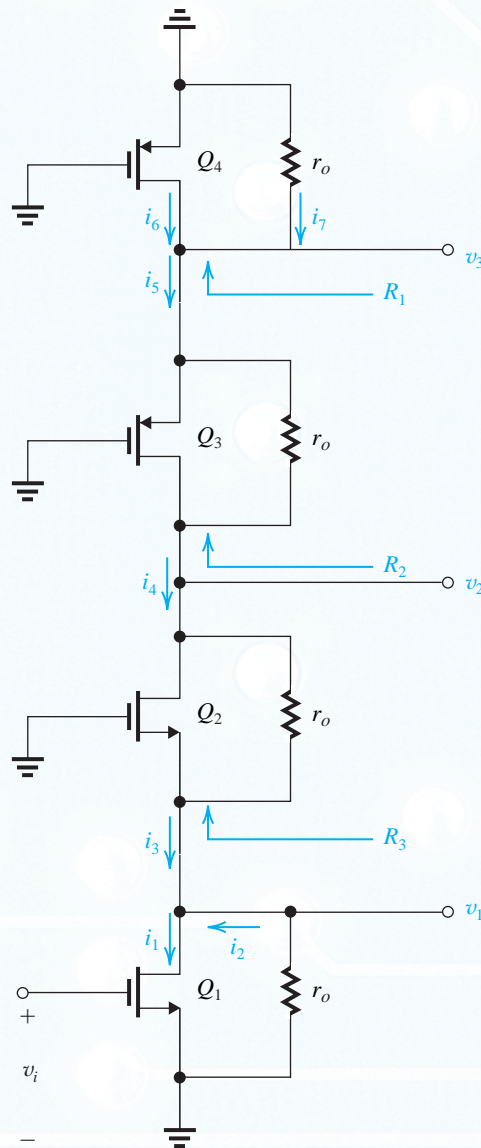 Q4 ro
i6 i7
v3
i5
R1
Q3 ro
R2
i4
v2
Q2 ro
R3
i3
v1
i1 i2
Q1 ro
+
vi
−